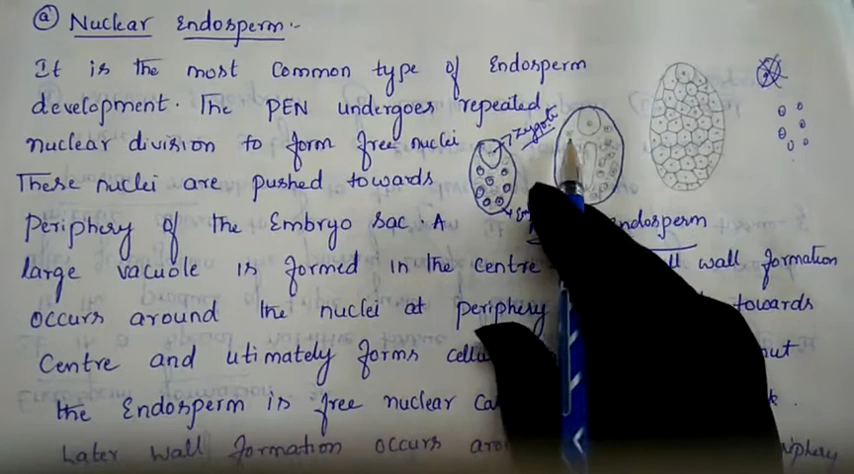 ⓐ Nuclear Endosperm:-
It is the most common type of Endosperm
development. The PEN undergoes repeated
nuclear division to form free nuclei
Zygote
These nuclei are pushed towards
Periphery of the Embryo sac. A
endosperm
large vacuole is formed in the centre wall formation
occurs around the nuclei at periphery towards
Centre and utimately forms
the Endosperm is free nuclear
Later wall formation occurs